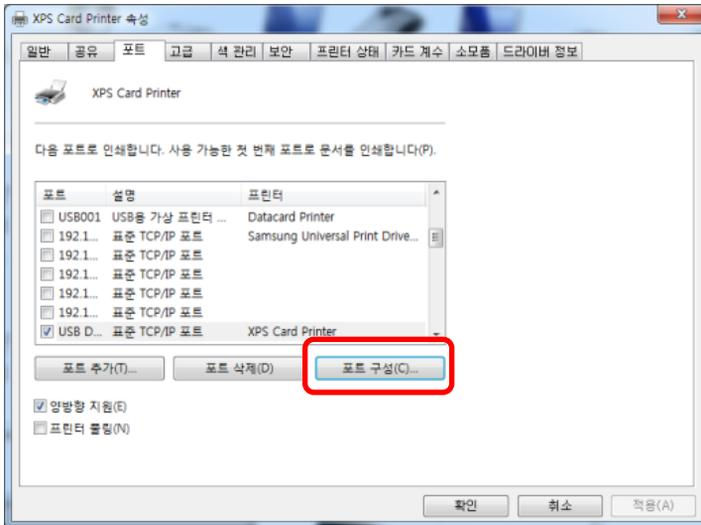 XPS Card Printer 속성
일반 공유 포트 고급 색 관리 보안 프린터 상태 카드 계수 소모품 드라이버 정보
XPS Card Printer
다음 포트로 인쇄합니다. 사용 가능한 첫 번째 포트로 문서를 인쇄합니다(P).
포트 설명 프린터
USB001 USB용 가상 프린터 ... Datacard Printer
192.1... 표준 TCP/IP 포트 Samsung Universal Print Drive...
192.1... 표준 TCP/IP 포트
192.1... 표준 TCP/IP 포트
192.1... 표준 TCP/IP 포트
192.1... 표준 TCP/IP 포트
USB D... 표준 TCP/IP 포트 XPS Card Printer
포트 추가(T)... 포트 삭제(D) 포트 구성(C)...
양방향 지원(E)
프린터 풀링(N)
확인 취소 적용(A)